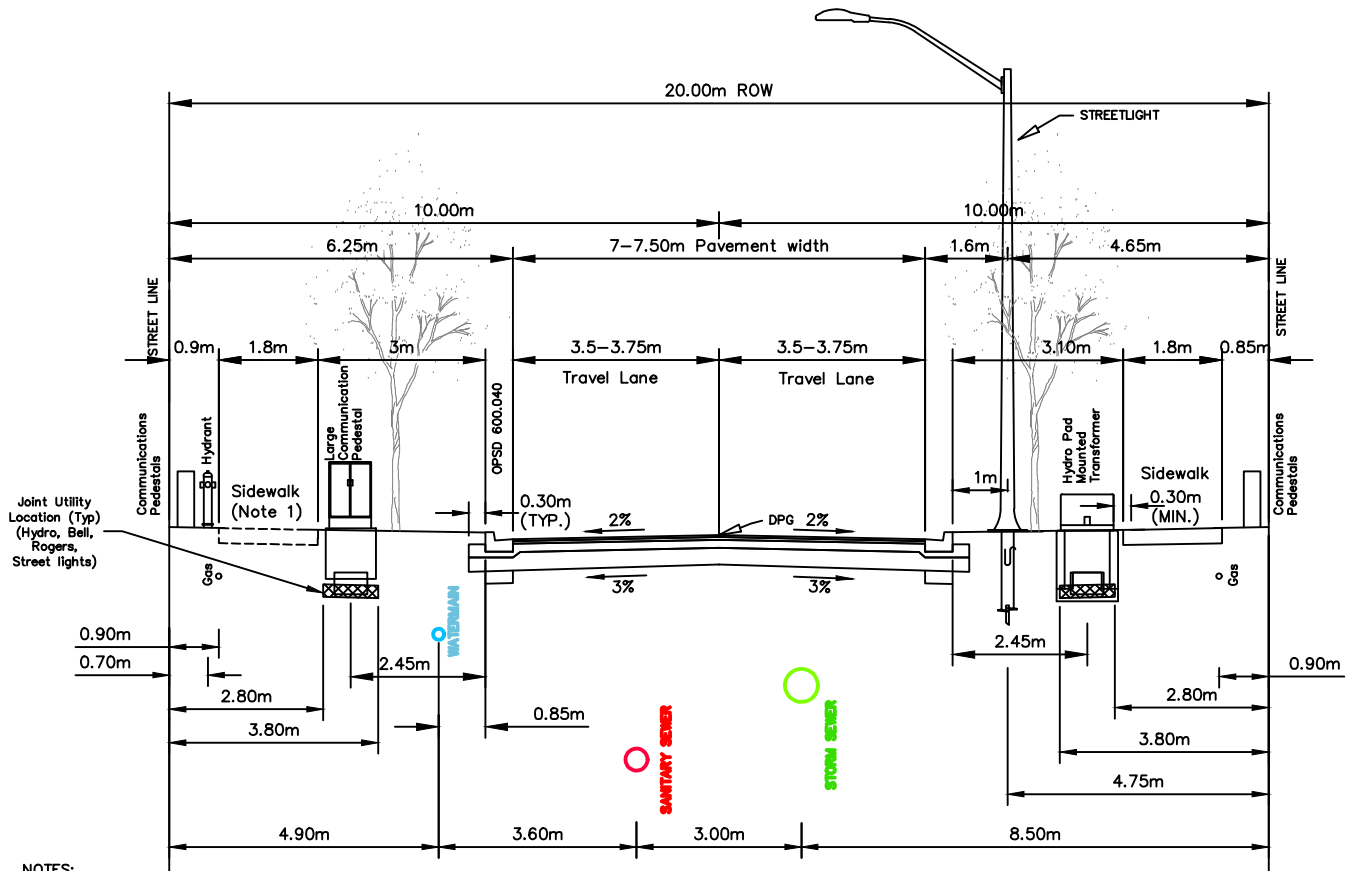 20.00m ROW
STREETLIGHT
10.00m
10.00m
6.25m
7-7.50m Pavement width
1.6m
4.65m
STREET LINE
STREET LINE
0.9m
1.8m
3m
3.5-3.75m
3.5-3.75m
3.10m
1.8m
0.85m
Travel Lane
Travel Lane
Communications
Pedestals
Hydrant
Large
Communication
Pedestal
OPSD 600.040
Hydro Pad
Mounted
Transformer
Communications
Pedestals
Sidewalk
(Note 1)
0.30m
(TYP.)
1m
Sidewalk
0.30m
(MIN.)
Joint Utility
Location (Typ)
(Hydro, Bell,
Rogers,
Street lights)
2%
DPG
2%
3%
3%
Gas
Gas
WATERMAIN
0.90m
0.70m
2.45m
2.45m
0.90m
2.80m
0.85m
2.80m
3.80m
3.80m
SANITARY SEWER
STORM SEWER
4.75m
4.90m
3.60m
3.00m
8.50m
NOTES: